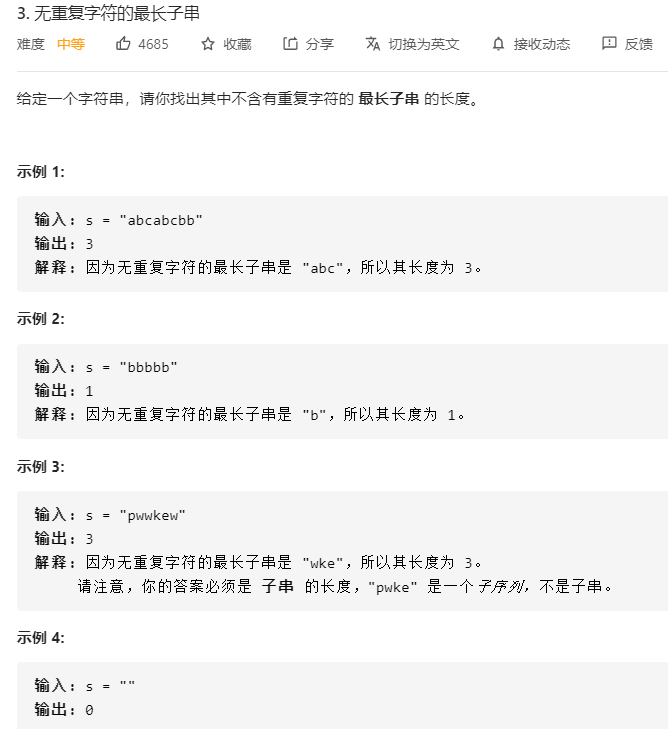 3. 无重复字符的最长子串
难度 中等 4685 收藏 分享 切换为英文 接收动态 反馈
给定一个字符串，请你找出其中不含有重复字符的 最长子串 的长度。
示例 1:
输入: s = "abcabcbb"
输出: 3
解释: 因为无重复字符的最长子串是 "abc"，所以其长度为 3。
示例 2:
输入: s = "bbbbb"
输出: 1
解释: 因为无重复字符的最长子串是 "b"，所以其长度为 1。
示例 3:
输入: s = "pwwkew"
输出: 3
解释: 因为无重复字符的最长子串是 "wke"，所以其长度为 3。
请注意，你的答案必须是 子串 的长度，"pwke" 是一个子序列，不是子串。
示例 4:
输入: s = ""
输出: 0